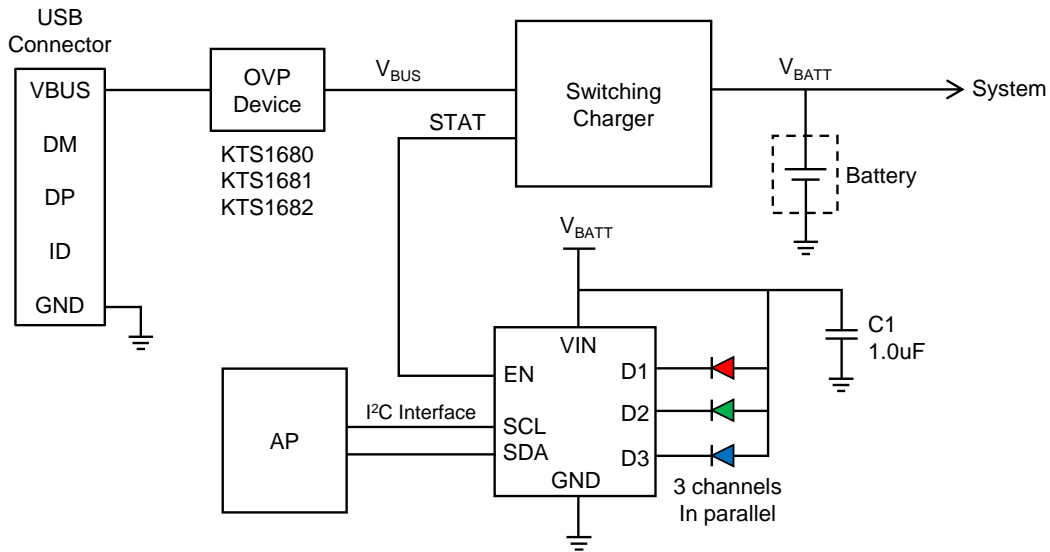 USB
Connector
VBUS
DM
DP
ID
GND
OVP
Device
KTS1680
KTS1681
KTS1682
VBUS
STAT
Switching
Charger
VBATT
System
Battery
VBATT
C1
1.0uF
VIN
EN
SCL
SDA
GND
D1
D2
D3
3 channels
In parallel
I²C Interface
AP